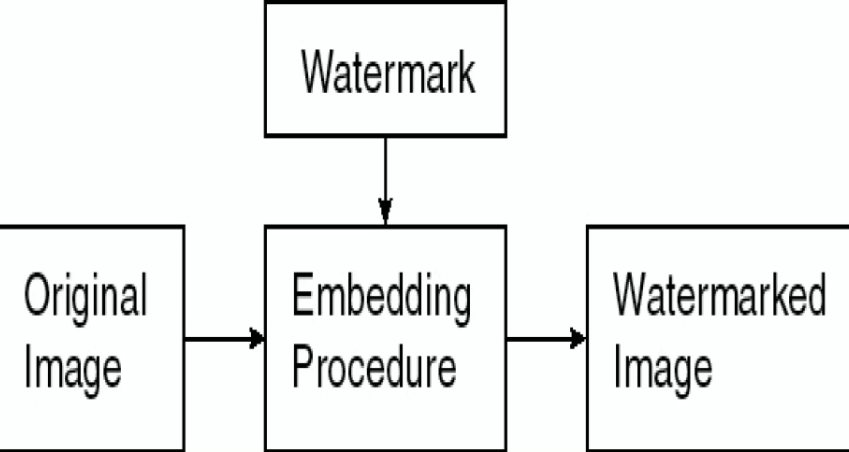 Watermark
Original
Image
Embedding
Procedure
Watermarked
Image